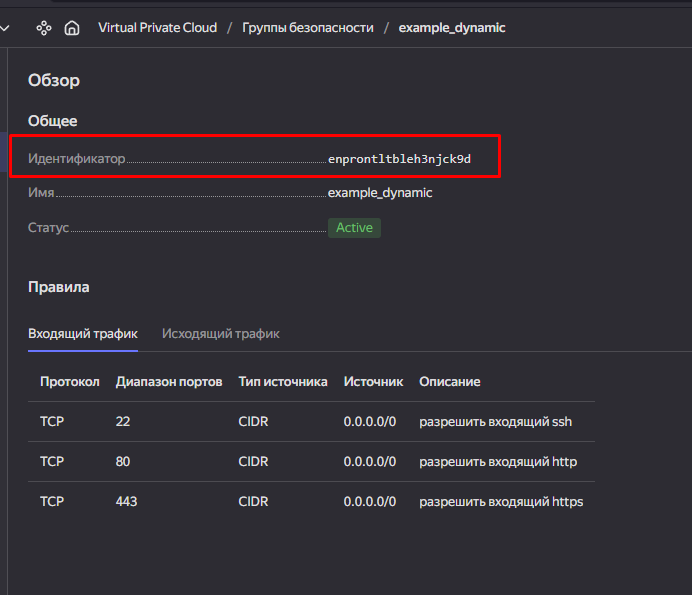 Virtual Private Cloud / Группы безопасности / example_dynamic
Обзор
Общее
Идентификатор enprontltbleh3njck9d
Имя example_dynamic
Статус Active
Правила
Входящий трафик Исходящий трафик
Протокол Диапазон портов Тип источника Источник Описание
TCP 22 CIDR 0.0.0.0/0 разрешить входящий ssh
TCP 80 CIDR 0.0.0.0/0 разрешить входящий http
TCP 443 CIDR 0.0.0.0/0 разрешить входящий https